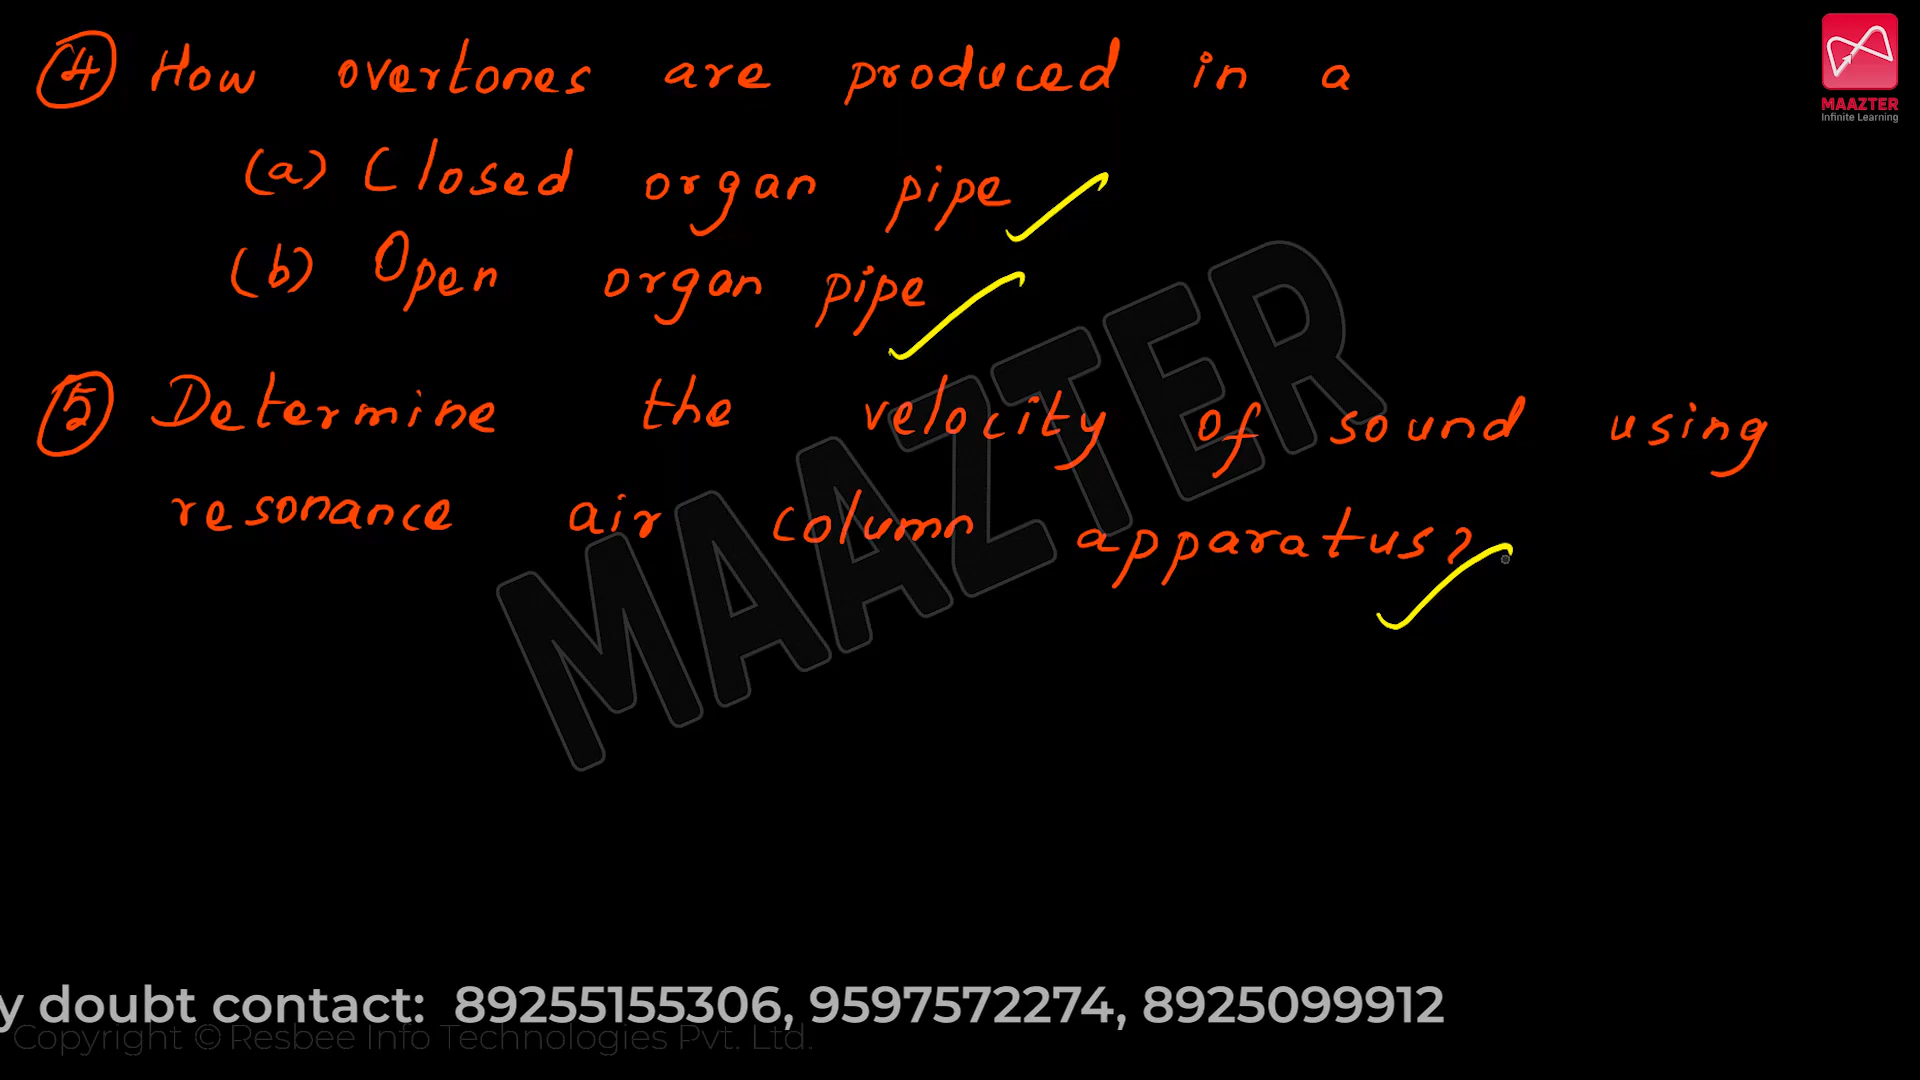 ④ How overtones are produced in a
(a) Closed organ pipe
(b) Open organ pipe
⑤ Determine the velocity of sound using
resonance air column apparatus?
MAAZTER
MAAZTER
Infinite Learning
y doubt contact: 89255155306, 9597572274, 8925099912
Copyright © Resbee Info Technologies Pvt. Ltd.